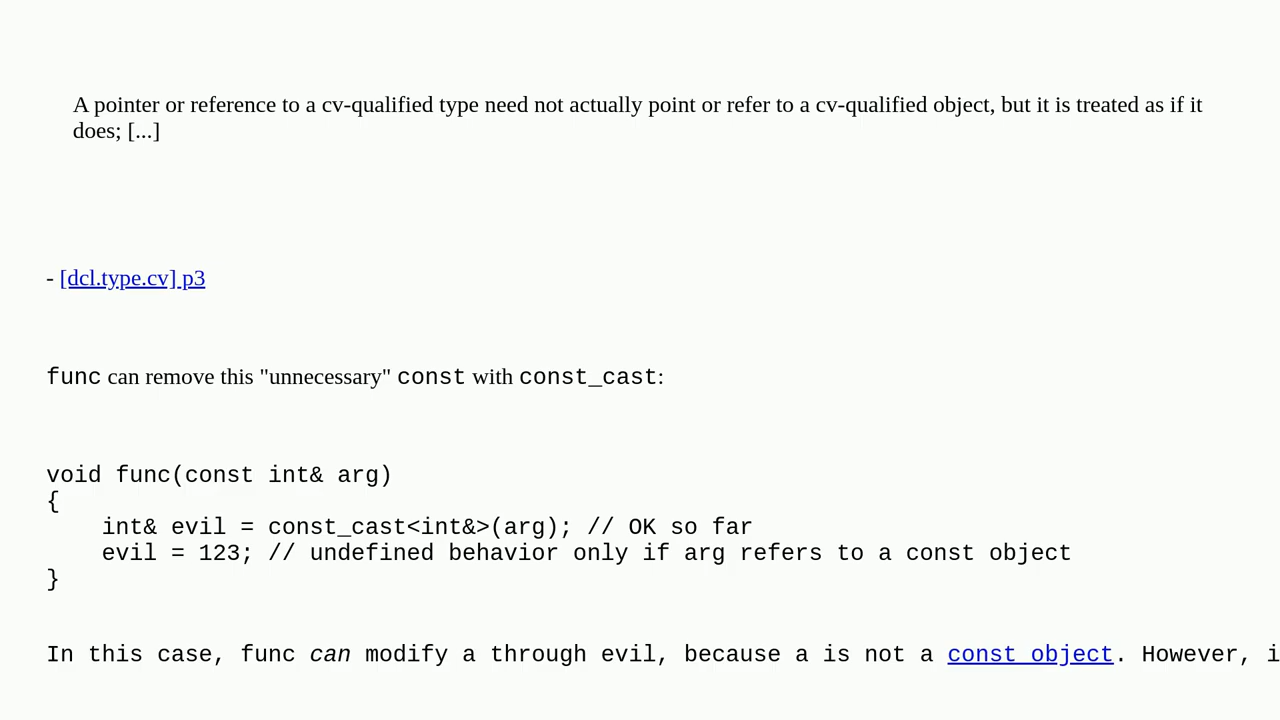 A pointer or reference to a cv-qualified type need not actually point or refer to a cv-qualified object, but it is treated as if it
does; [...]
- [dcl.type.cv] p3
func can remove this "unnecessary" const with const_cast:
void func(const int& arg)
{
    int& evil = const_cast<int&>(arg); // OK so far
    evil = 123; // undefined behavior only if arg refers to a const object
}
In this case, func can modify a through evil, because a is not a const object. However, i